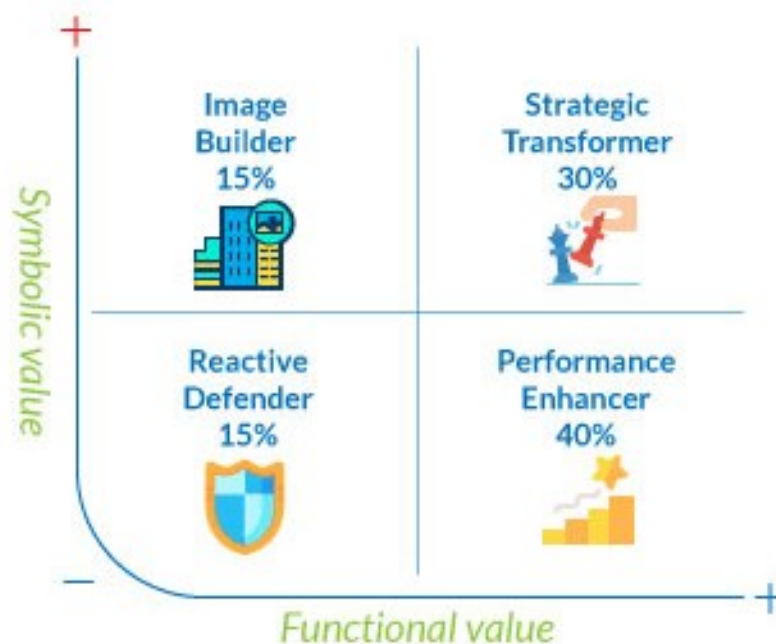 +
Image
Builder
15%
Strategic
Transformer
30%
Symbolic value
Reactive
Defender
15%
Performance
Enhancer
40%
–
+
Functional value